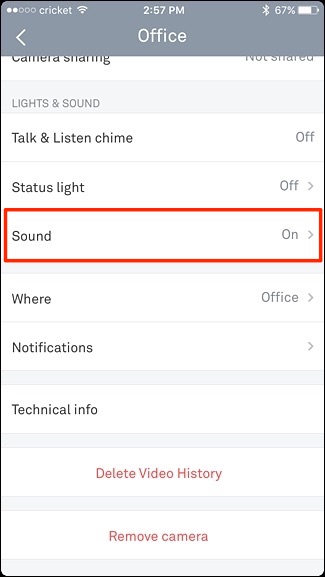 cricket 2:57 PM 67%
Office
Camera sharing Not shared
LIGHTS & SOUND
Talk & Listen chime Off
Status light Off
Sound On
Where Office
Notifications
Technical info
Delete Video History
Remove camera